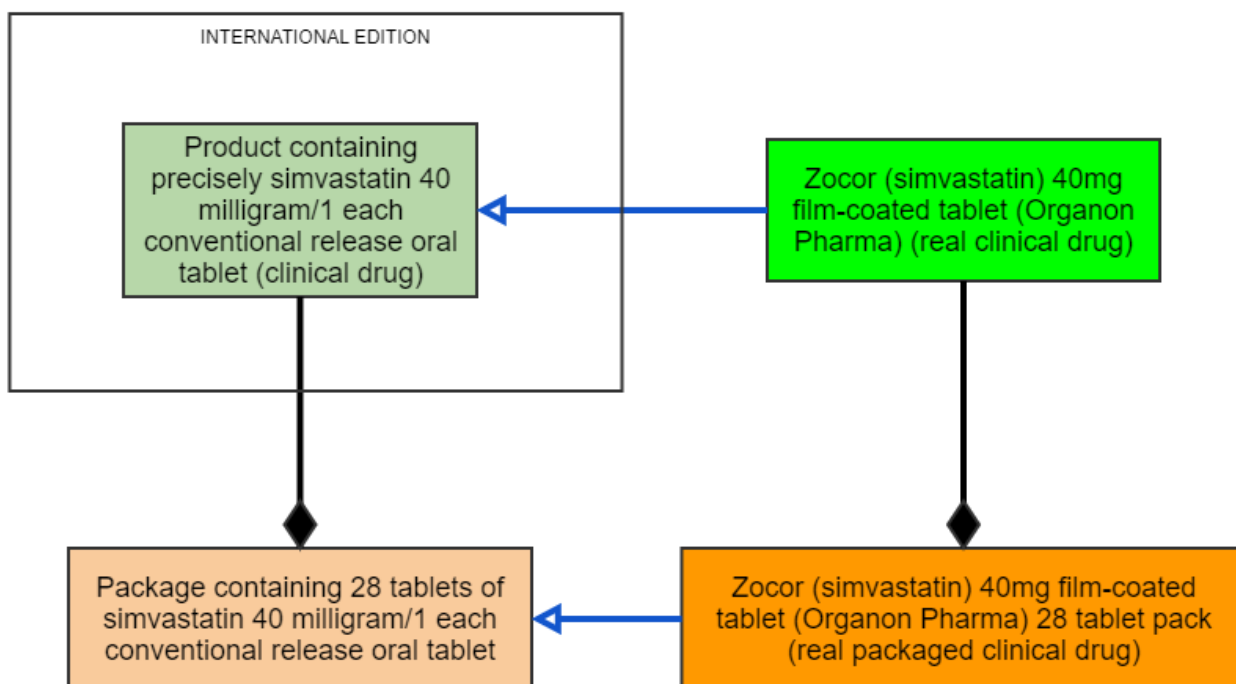 INTERNATIONAL EDITION
Product containing
precisely simvastatin 40
milligram/1 each
conventional release oral
tablet (clinical drug)
Zocor (simvastatin) 40mg
film-coated tablet (Organon
Pharma) (real clinical drug)
Package containing 28 tablets of
simvastatin 40 milligram/1 each
conventional release oral tablet
Zocor (simvastatin) 40mg film-coated
tablet (Organon Pharma) 28 tablet pack
(real packaged clinical drug)